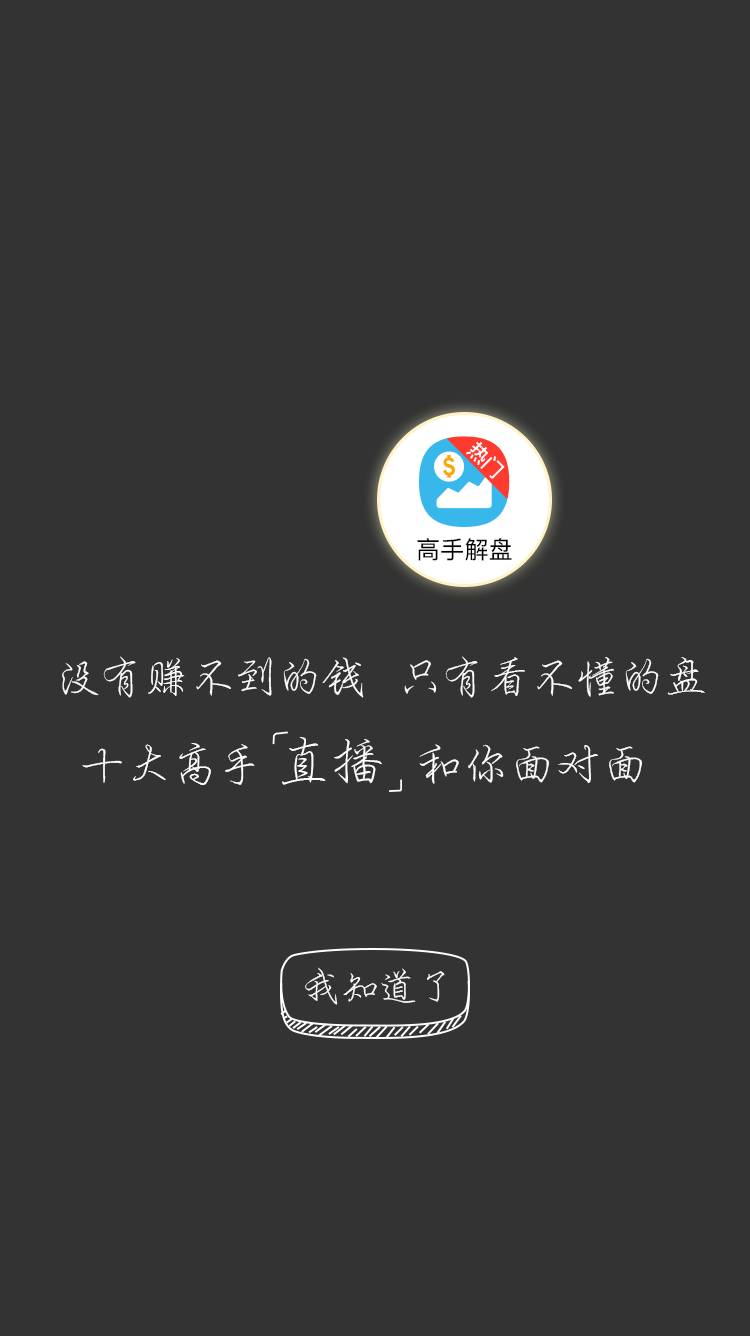 热门
$
高手解盘
没有赚不到的钱 只有看不懂的盘
十大高手「直播」和你面对面
我知道了